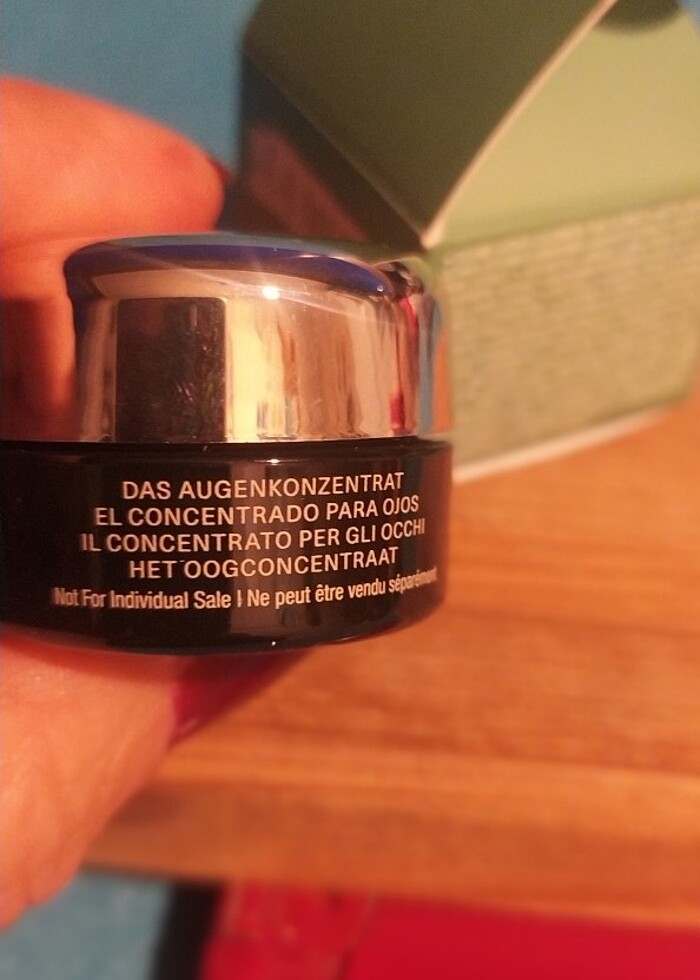 DAS AUGENKONZENTRAT
EL CONCENTRADO PARA OJOS
IL CONCENTRATO PER GLI OCCHI
HET OOGCONCENTRAAT
Not For Individual Sale | Ne peut être vendu séparément